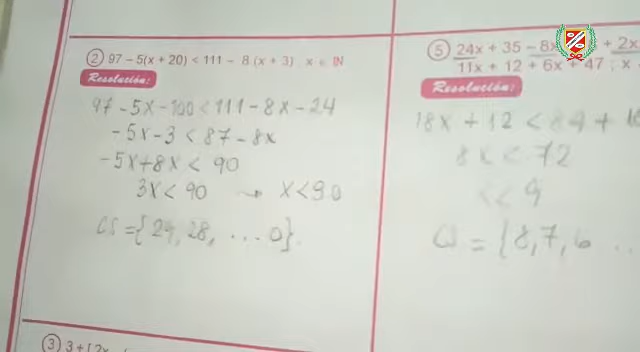 ② 97 – 5(x + 20) < 111 – 8 (x + 3) x ∈ IN
Resolución:
97 - 5x - 100 < 111 - 8x - 24
- 5x - 3 < 87 - 8x
- 5x + 8x < 90
3x < 90 → x < 30
CS = {29, 28, ... 0}.
⑤ 24x + 35 – 8x + 2x
11x + 12 + 6x + 47 ; x
Resolución:
18x + 12 < 84 + 10
8x < 72
x < 9
CS = {8, 7, 6 ..
③ 3 +